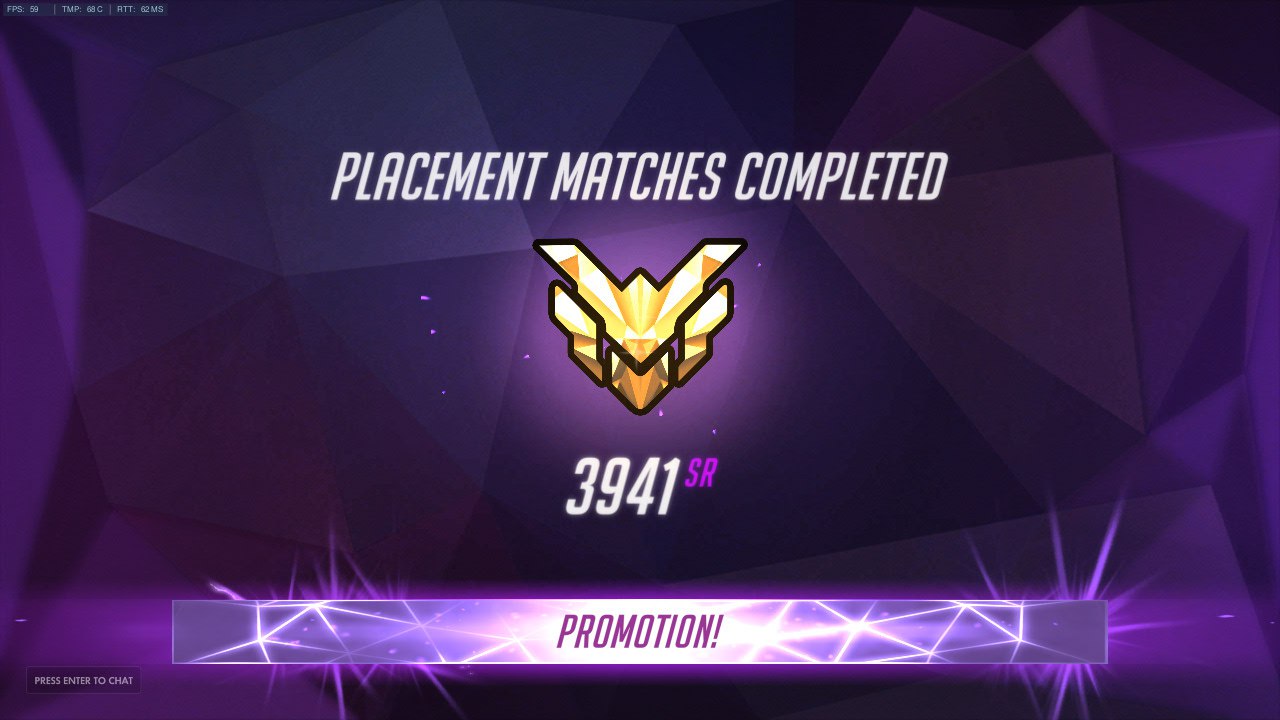 FPS: 59 | TMP: 68 C | RTT: 62 MS
PLACEMENT MATCHES COMPLETED
3941 SR
PROMOTION!
PRESS ENTER TO CHAT